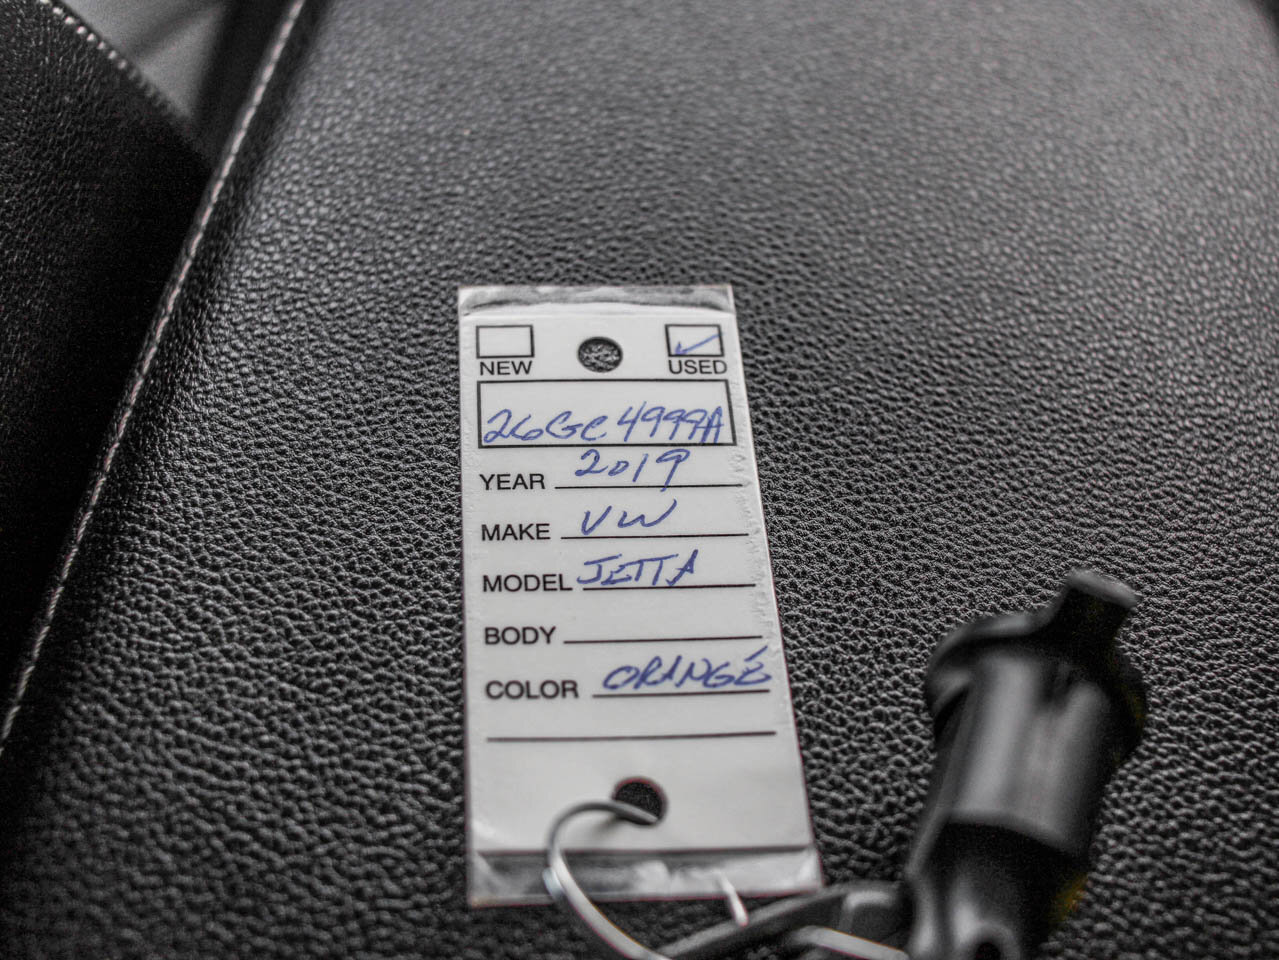 NEW USED
26GC4999A
YEAR 2019
MAKE VW
MODEL JETTA
BODY
COLOR ORANGE